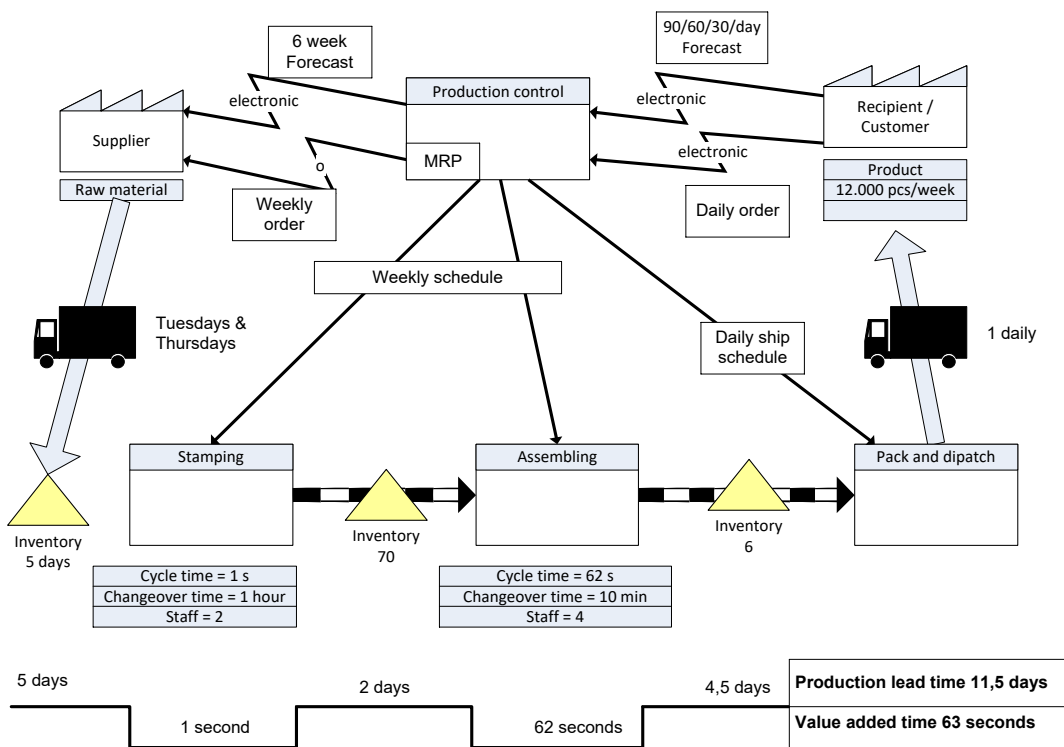 6 week
Forecast
90/60/30/day
Forecast
electronic
Production control
electronic
Recipient /
Customer
Supplier
MRP
o
electronic
Raw material
Weekly
order
Daily order
Product
12.000 pcs/week
Weekly schedule
Tuesdays &
Thursdays
Daily ship
schedule
1 daily
Stamping
Assembling
Pack and dipatch
Inventory
5 days
Inventory
70
Inventory
6
Cycle time = 1 s
Changeover time = 1 hour
Staff = 2
Cycle time = 62 s
Changeover time = 10 min
Staff = 4
5 days
1 second
2 days
62 seconds
4,5 days
Production lead time 11,5 days
Value added time 63 seconds